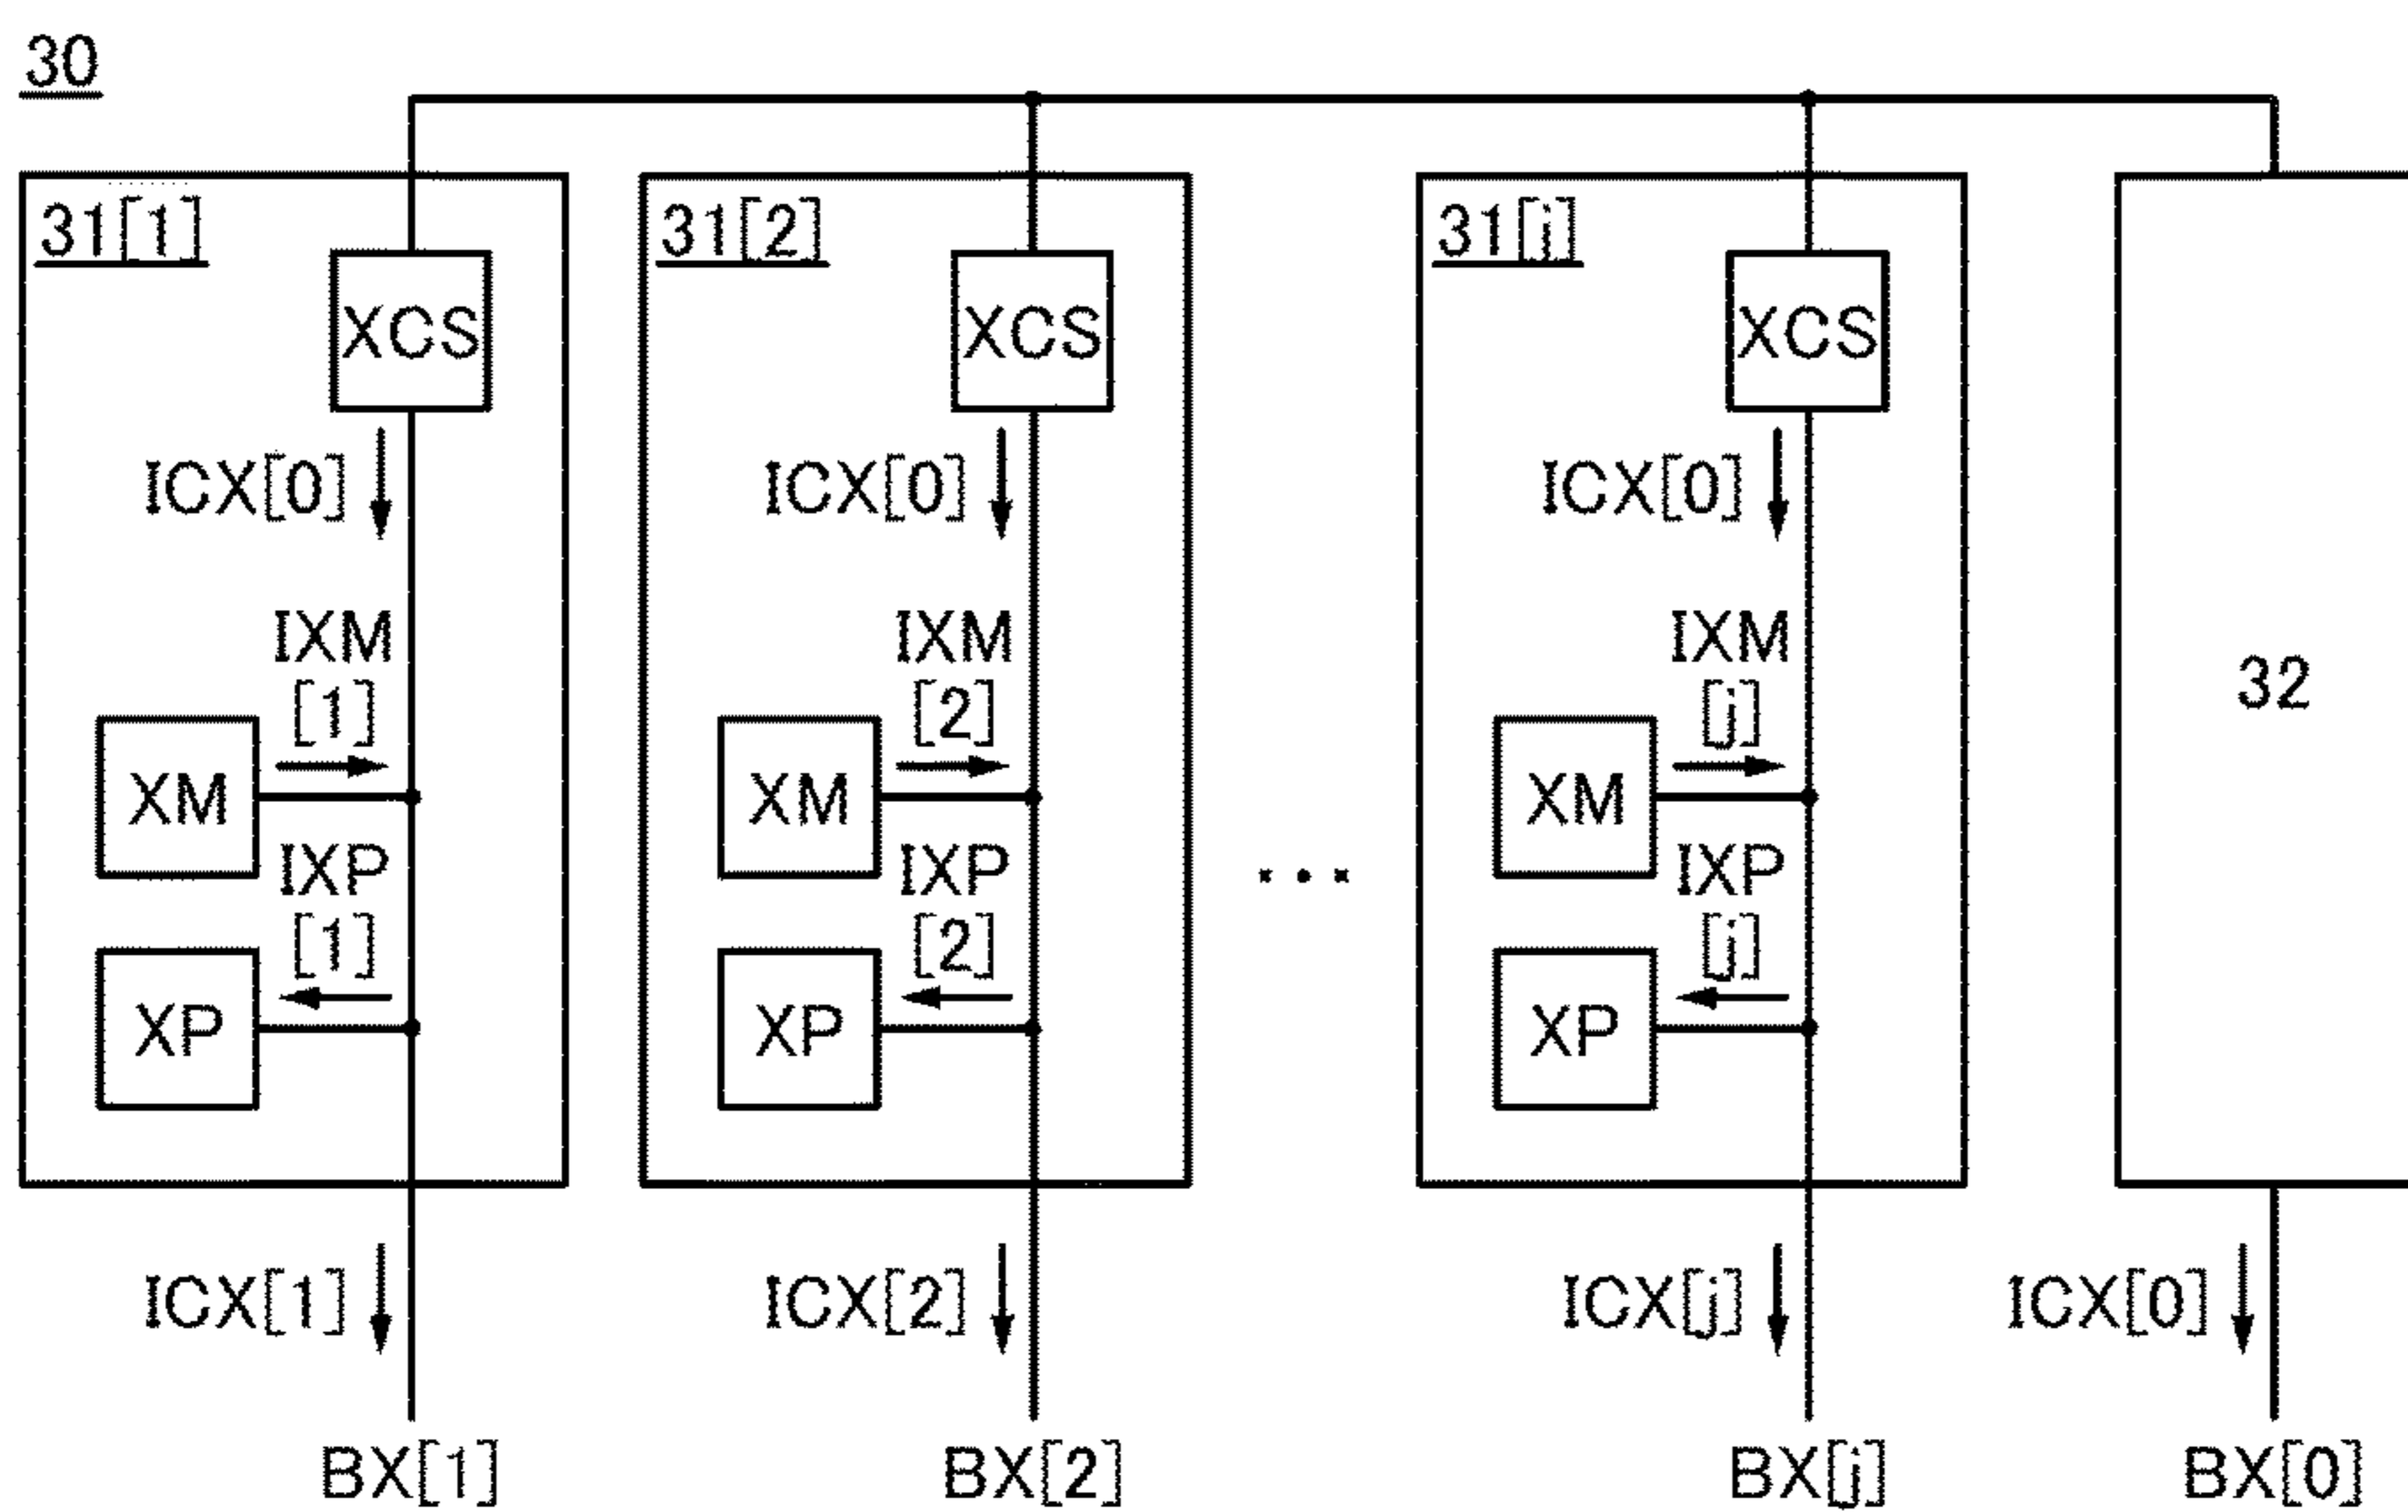 30
31[1] 31[2] 31[j]
XCS XCS XCS
ICX[0] ICX[0] ICX[0]
IXM IXM IXM
[1] [2] [j]
32
XM XM XM
IXP IXP IXP
...
[1] [2] [j]
XP XP XP
ICX[1] ICX[2] ICX[j] ICX[0]
BX[1] BX[2] BX[j] BX[0]